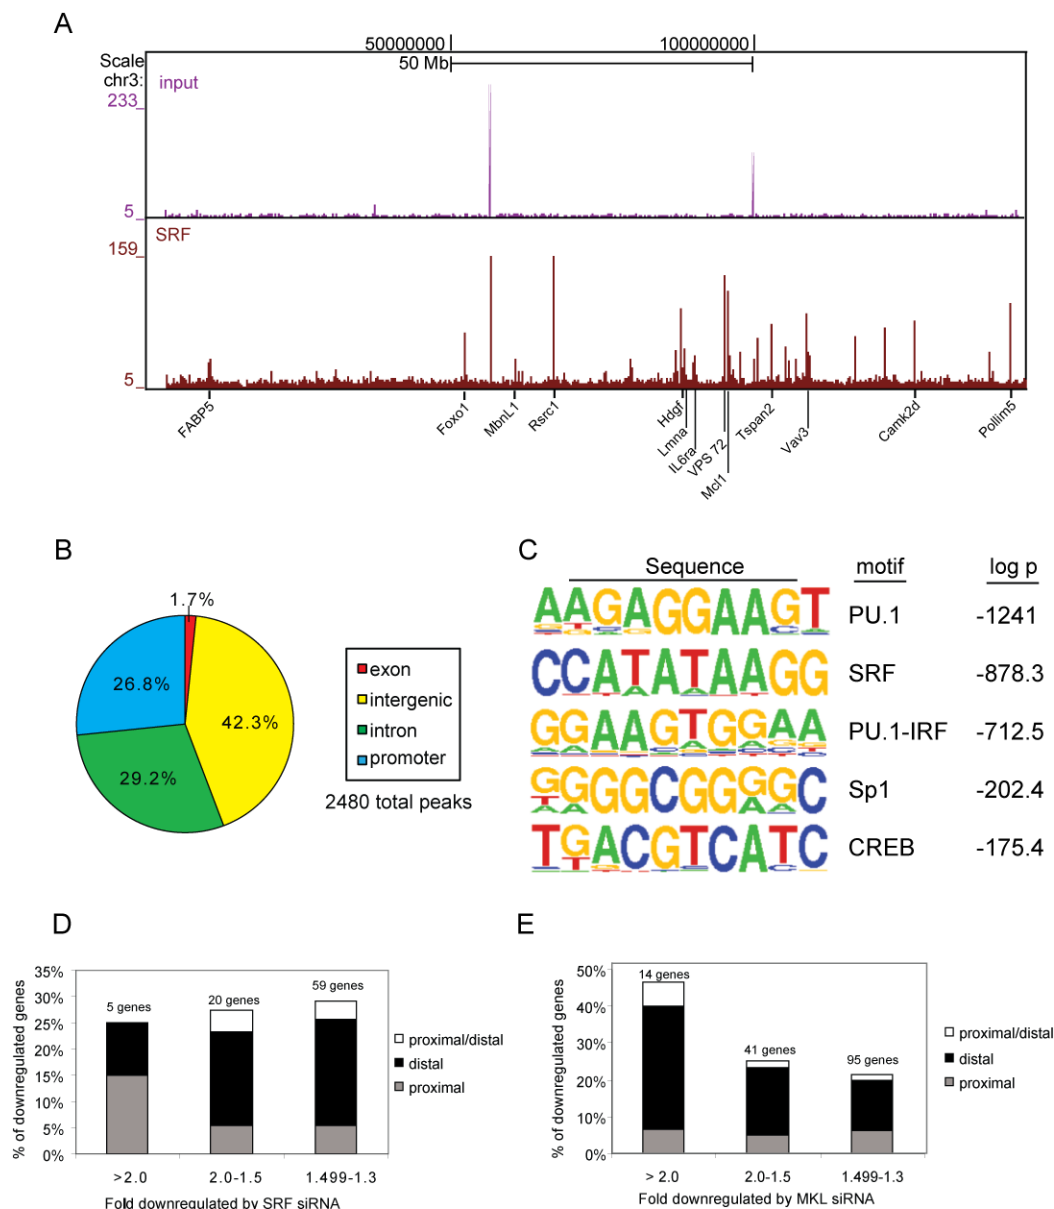 A
50000000
100000000
Scale
50 Mb
chr3:
input
233
5
SRF
159
5
FABP5
Foxo1
MbnL1
Rsrc1
Hdgf
Lmna
IL6ra
VPS 72
Mcl1
Tspan2
Vav3
Camk2d
Pollim5
B
1.7%
42.3%
29.2%
26.8%
exon
intergenic
intron
promoter
2480 total peaks
C
Sequence motif log p
AAGAGGAAGT PU.1 -1241
CCATATAAGG SRF -878.3
GGAAGTGGAA PU.1-IRF -712.5
GGGGCGGGGC Sp1 -202.4
TGACGTCATC CREB -175.4
D
% of downregulated genes
35%
30%
25%
20%
15%
10%
5%
0%
5 genes
20 genes
59 genes
proximal/distal
distal
proximal
>2.0
2.0-1.5
1.499-1.3
Fold downregulated by SRF siRNA
E
% of downregulated genes
50%
40%
30%
20%
10%
0%
14 genes
41 genes
95 genes
proximal/distal
distal
proximal
>2.0
2.0-1.5
1.499-1.3
Fold downregulated by MKL siRNA